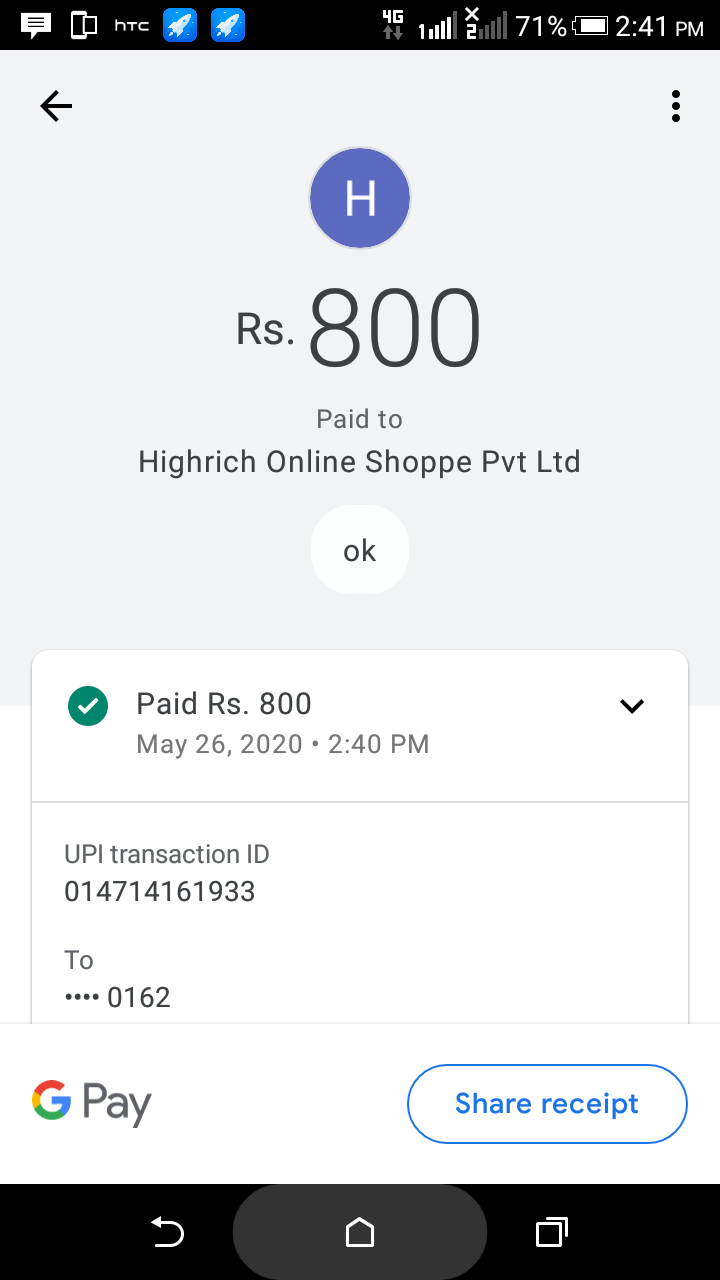 htc 4G 1 2 71% 2:41 PM
H
Rs. 800
Paid to
Highrich Online Shoppe Pvt Ltd
ok
Paid Rs. 800
May 26, 2020 • 2:40 PM
UPI transaction ID
014714161933
To
•••• 0162
G Pay
Share receipt